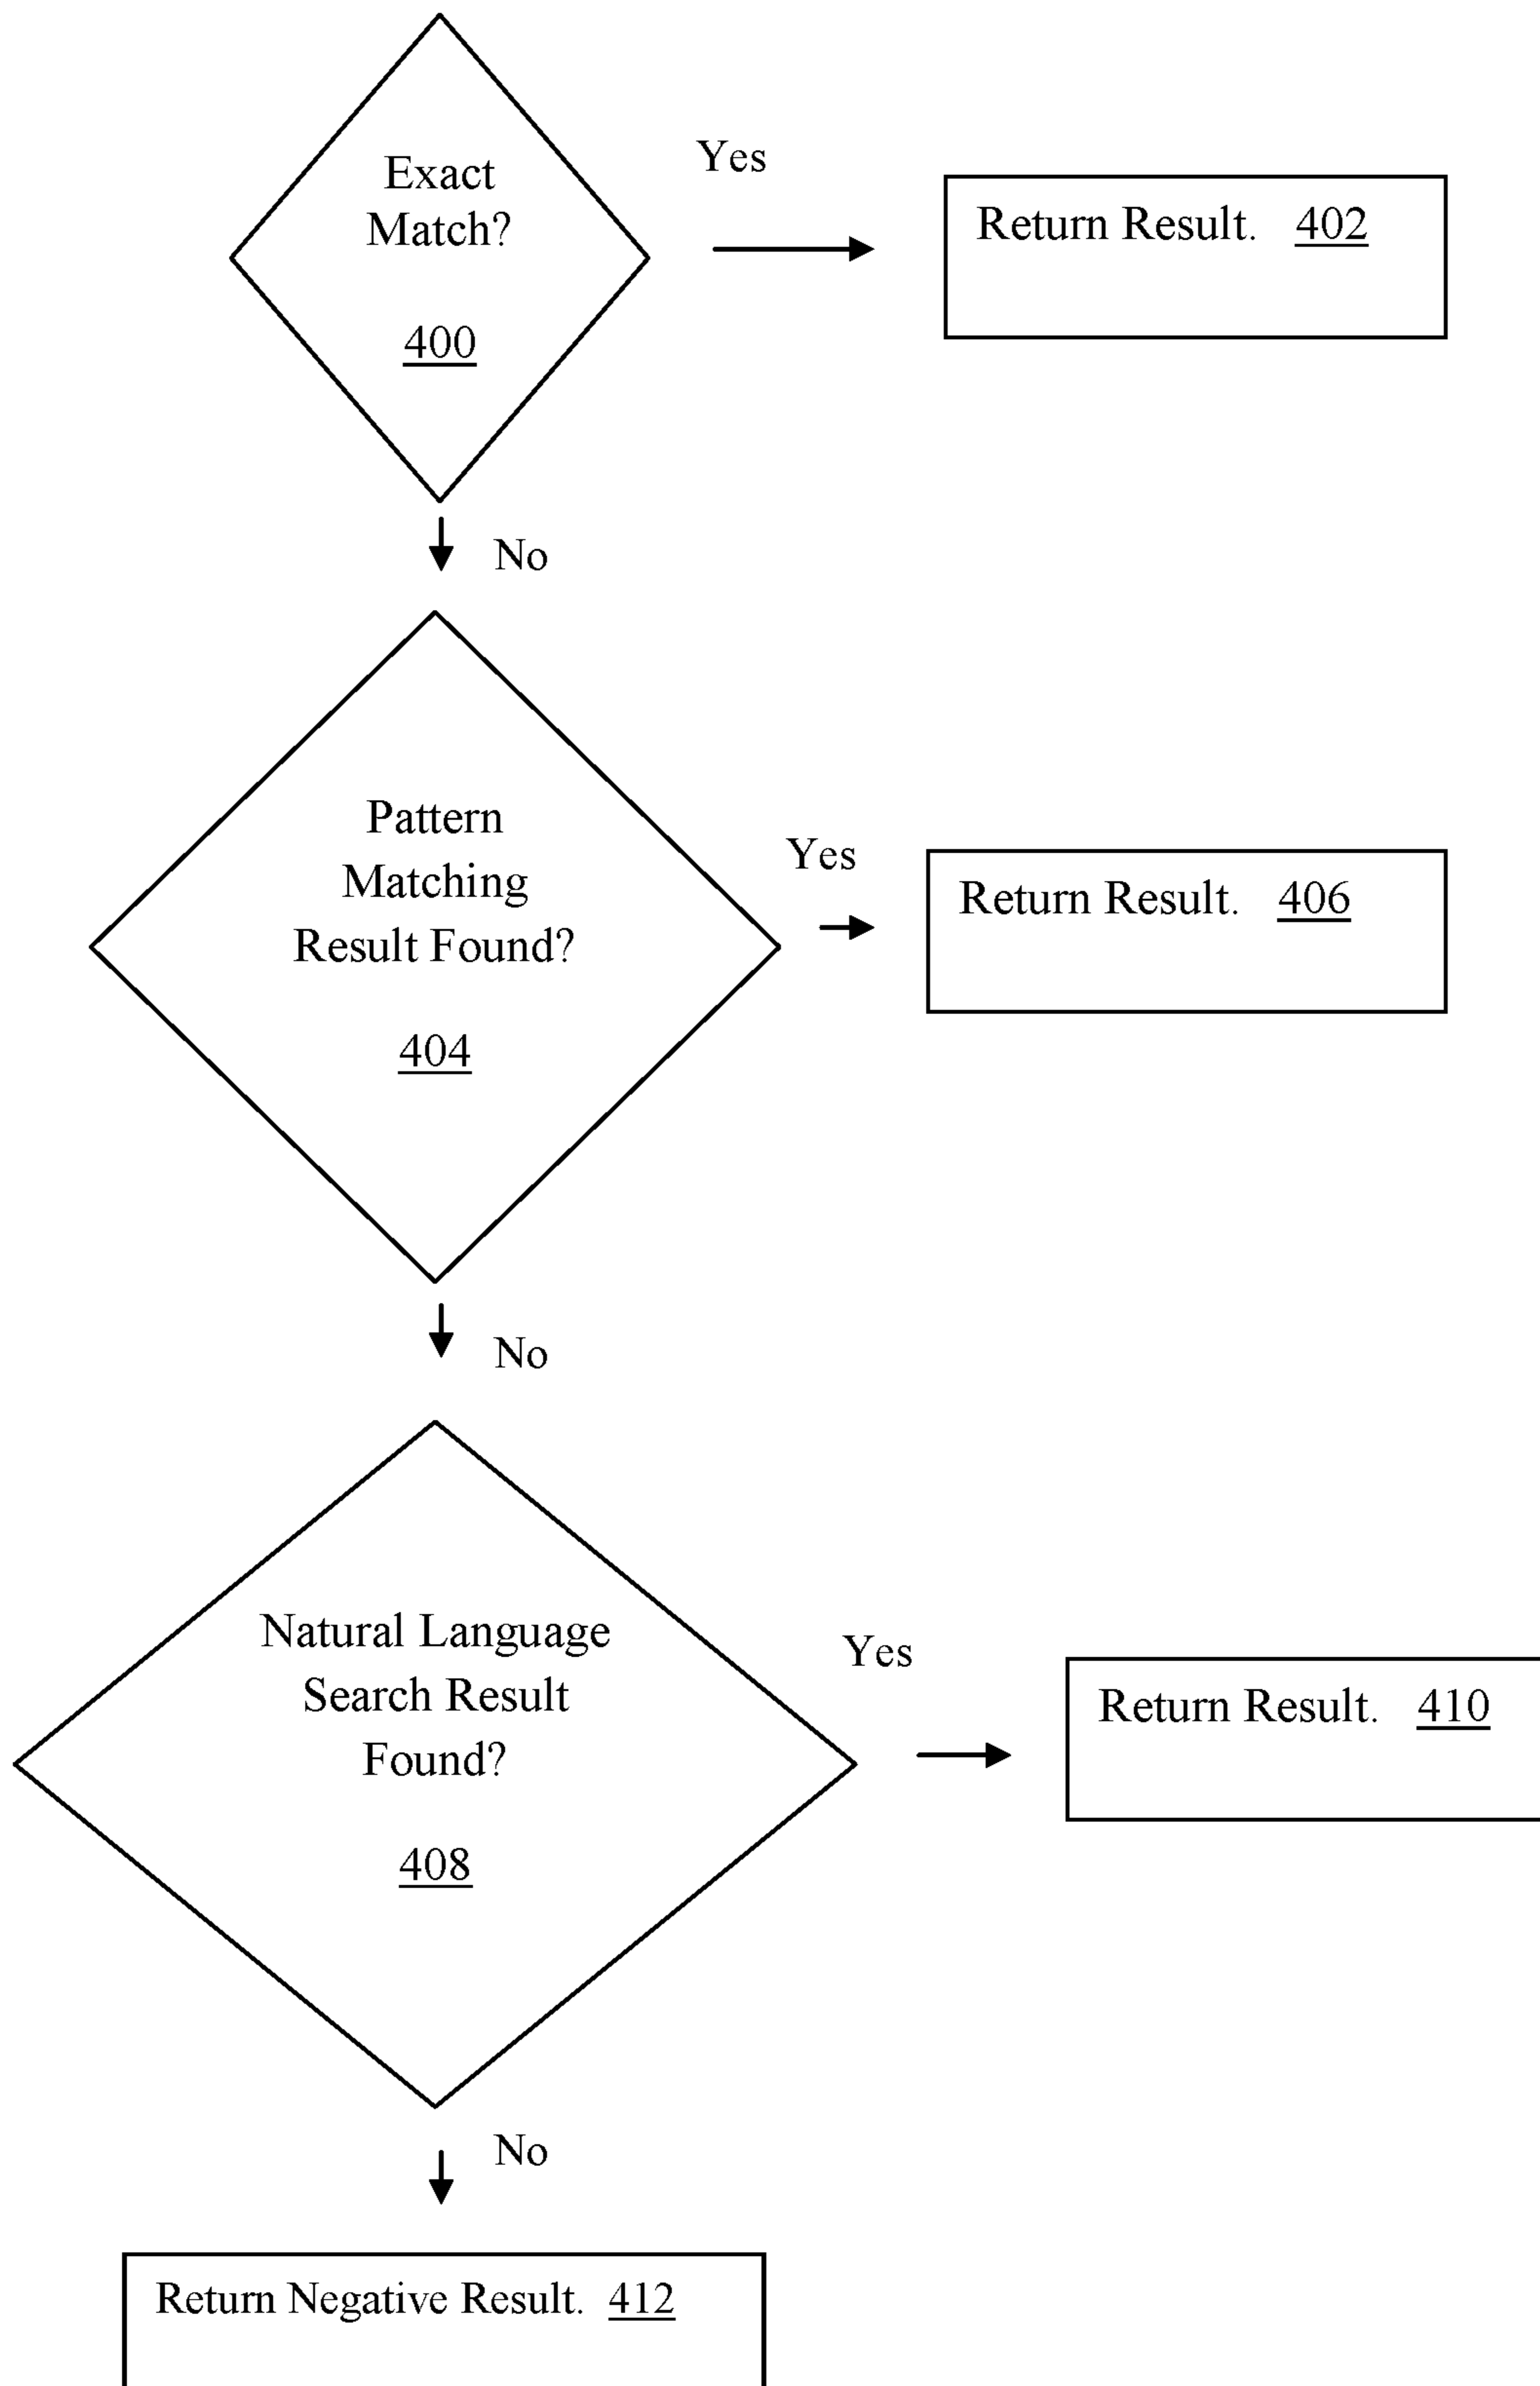 Exact
Match?
400
Yes
Return Result. 402
No
Pattern
Matching
Result Found?
404
Yes
Return Result. 406
No
Natural Language
Search Result
Found?
408
Yes
Return Result. 410
No
Return Negative Result. 412